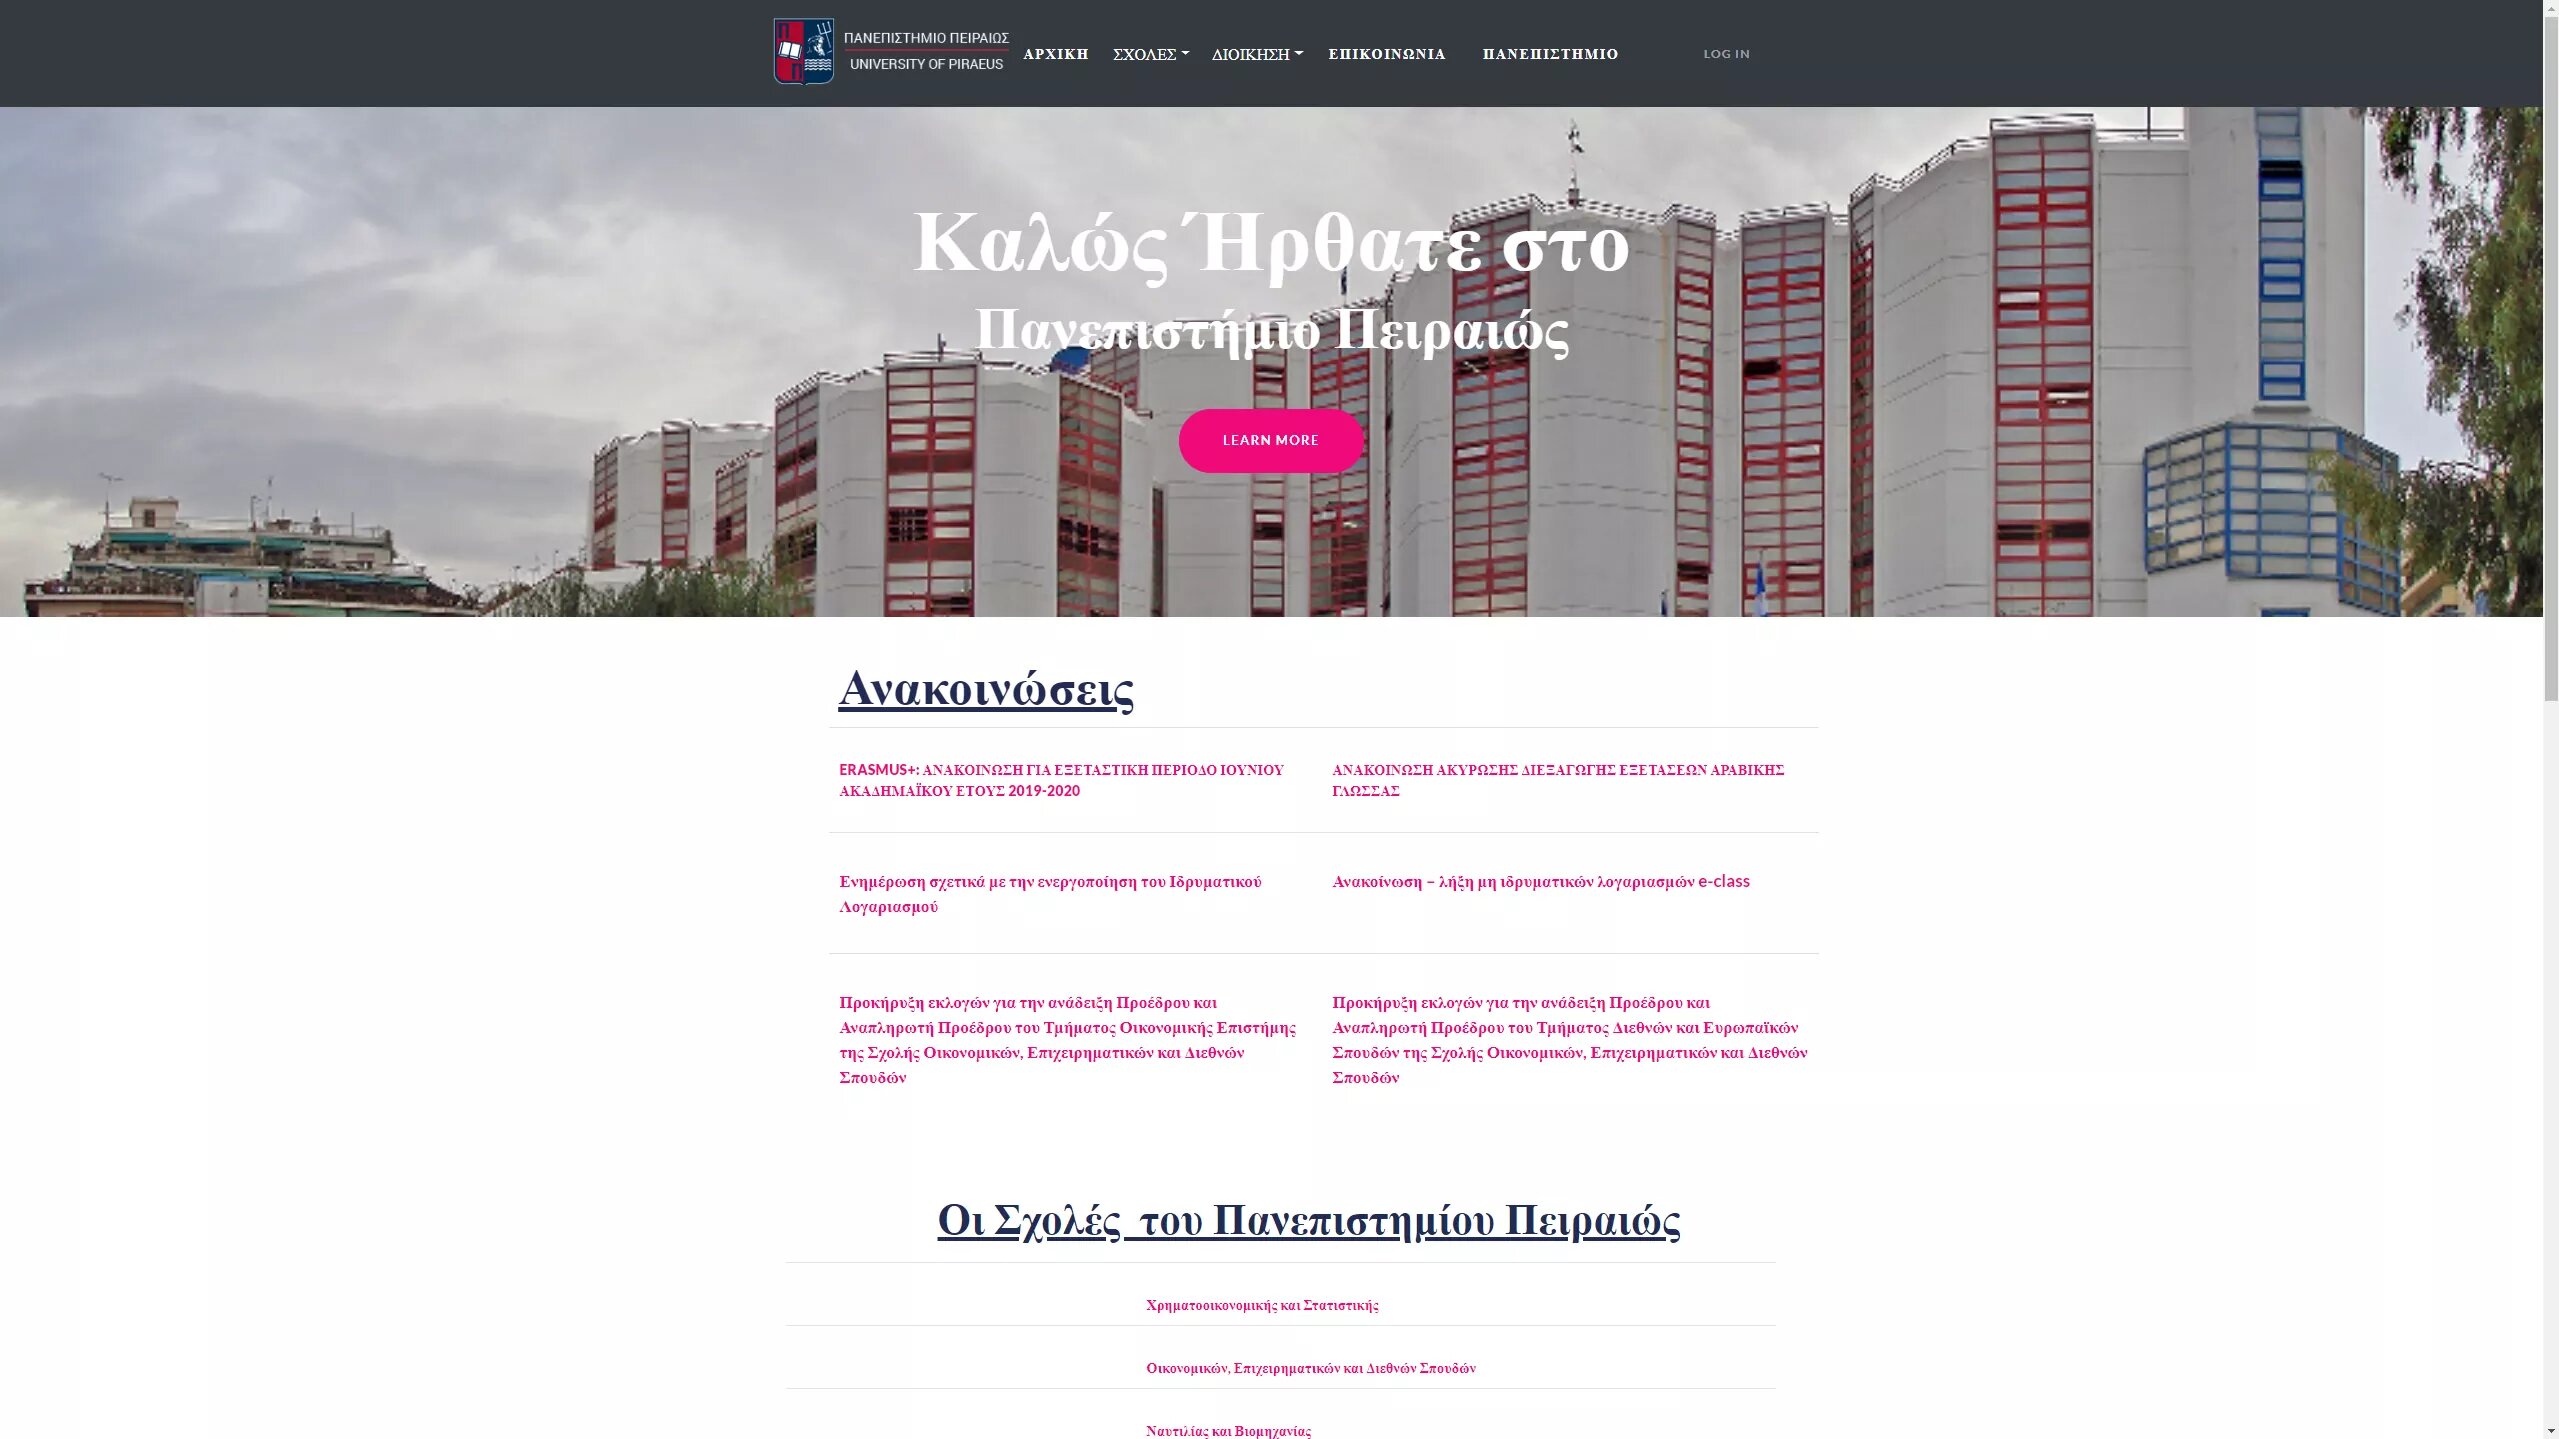 ΠΑΝΕΠΙΣΤΗΜΙΟ ΠΕΙΡΑΙΩΣ
UNIVERSITY OF PIRAEUS
ΑΡΧΙΚΗ ΣΧΟΛΕΣ ΔΙΟΙΚΗΣΗ ΕΠΙΚΟΙΝΩΝΙΑ ΠΑΝΕΠΙΣΤΗΜΙΟ LOG IN
Καλώς Ήρθατε στο
Πανεπιστήμιο Πειραιώς
LEARN MORE
Ανακοινώσεις
ERASMUS+: ΑΝΑΚΟΙΝΩΣΗ ΓΙΑ ΕΞΕΤΑΣΤΙΚΗ ΠΕΡΙΟΔΟ ΙΟΥΝΙΟΥ
ΑΚΑΔΗΜΑΪΚΟΥ ΕΤΟΥΣ 2019-2020
ΑΝΑΚΟΙΝΩΣΗ ΑΚΥΡΩΣΗΣ ΔΙΕΞΑΓΩΓΗΣ ΕΞΕΤΑΣΕΩΝ ΑΡΑΒΙΚΗΣ
ΓΛΩΣΣΑΣ
Ενημέρωση σχετικά με την ενεργοποίηση του Ιδρυματικού
Λογαριασμού
Ανακοίνωση – λήξη μη ιδρυματικών λογαριασμών e-class
Προκήρυξη εκλογών για την ανάδειξη Προέδρου και
Αναπληρωτή Προέδρου του Τμήματος Οικονομικής Επιστήμης
της Σχολής Οικονομικών, Επιχειρηματικών και Διεθνών
Σπουδών
Προκήρυξη εκλογών για την ανάδειξη Προέδρου και
Αναπληρωτή Προέδρου του Τμήματος Διεθνών και Ευρωπαϊκών
Σπουδών της Σχολής Οικονομικών, Επιχειρηματικών και Διεθνών
Σπουδών
Οι Σχολές του Πανεπιστημίου Πειραιώς
Χρηματοοικονομικής και Στατιστικής
Οικονομικών, Επιχειρηματικών και Διεθνών Σπουδών
Ναυτιλίας και Βιομηχανίας